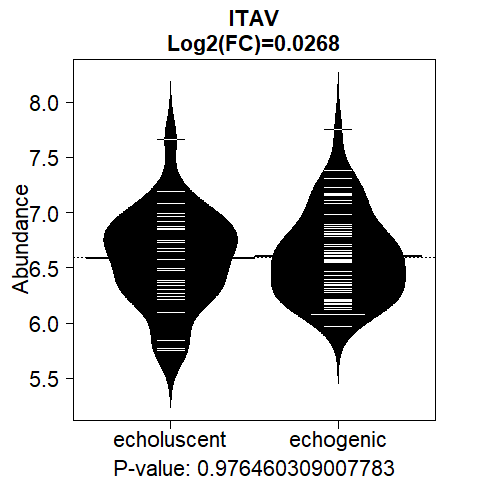 ITAV
Log2(FC)=0.0268
Abundance
8.0
7.5
7.0
6.5
6.0
5.5
echoluscent echogenic
P-value: 0.976460309007783